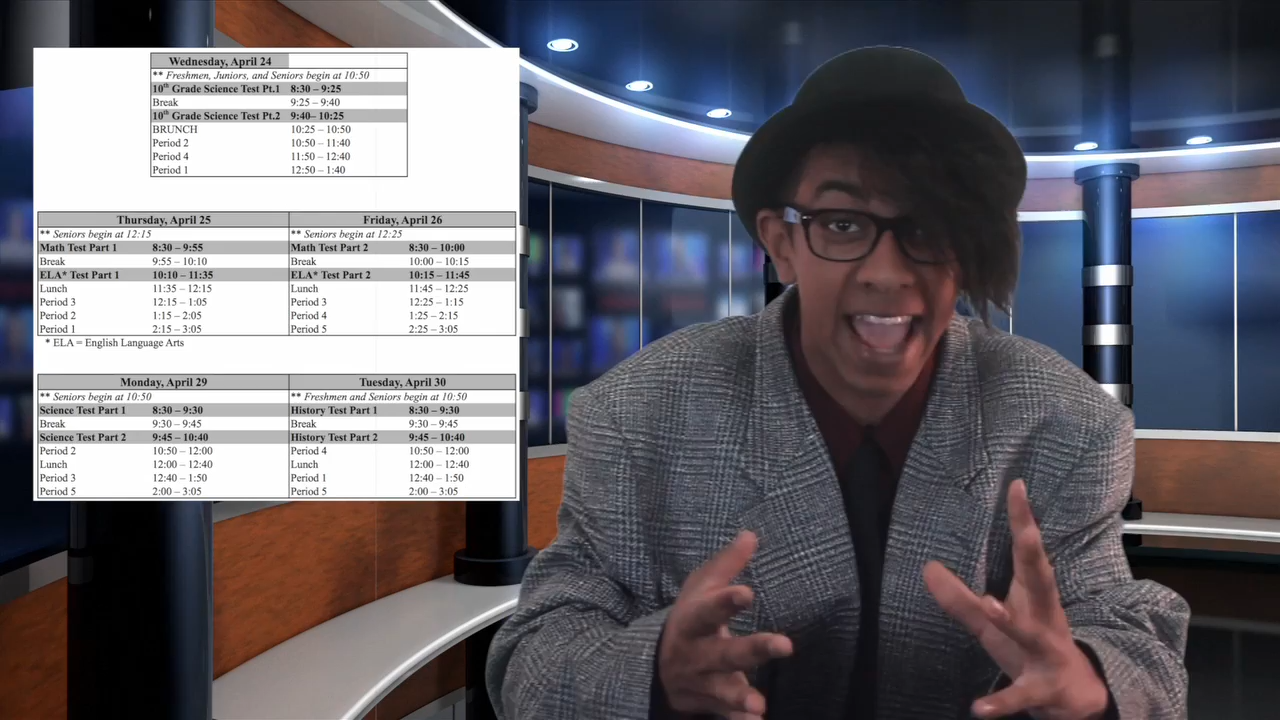 Wednesday, April 24
** Freshmen, Juniors, and Seniors begin at 10:50
10th Grade Science Test Pt.1 8:30 – 9:25
Break 9:25 – 9:40
10th Grade Science Test Pt.2 9:40– 10:25
BRUNCH 10:25 – 10:50
Period 2 10:50 – 11:40
Period 4 11:50 – 12:40
Period 1 12:50 – 1:40
Thursday, April 25 Friday, April 26
** Seniors begin at 12:15 ** Seniors begin at 12:25
Math Test Part 1 8:30 – 9:55 Math Test Part 2 8:30 – 10:00
Break 9:55 – 10:10 Break 10:00 – 10:15
ELA* Test Part 1 10:10 – 11:35 ELA* Test Part 2 10:15 – 11:45
Lunch 11:35 – 12:15 Lunch 11:45 – 12:25
Period 3 12:15 – 1:05 Period 3 12:25 – 1:15
Period 2 1:15 – 2:05 Period 4 1:25 – 2:15
Period 1 2:15 – 3:05 Period 5 2:25 – 3:05
* ELA = English Language Arts
Monday, April 29 Tuesday, April 30
** Seniors begin at 10:50 ** Freshmen and Seniors begin at 10:50
Science Test Part 1 8:30 – 9:30 History Test Part 1 8:30 – 9:30
Break 9:30 – 9:45 Break 9:30 – 9:45
Science Test Part 2 9:45 – 10:40 History Test Part 2 9:45 – 10:40
Period 2 10:50 – 12:00 Period 4 10:50 – 12:00
Lunch 12:00 – 12:40 Lunch 12:00 – 12:40
Period 3 12:40 – 1:50 Period 1 12:40 – 1:50
Period 5 2:00 – 3:05 Period 5 2:00 – 3:05